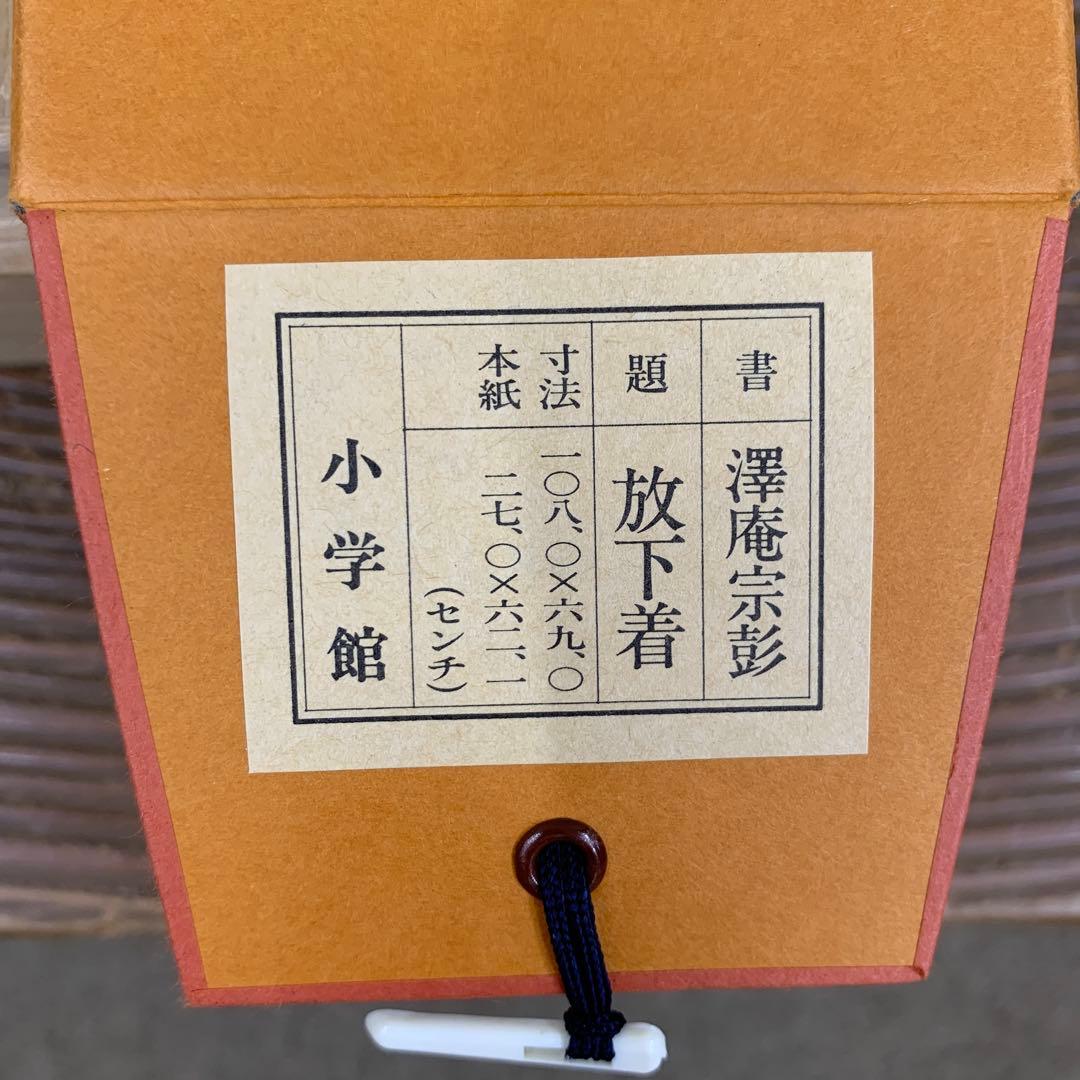 書 澤庵宗彭
題 放下着
寸法 一〇八、〇×六九、〇
本紙 二七、〇×六二、一
(センチ)
小学館